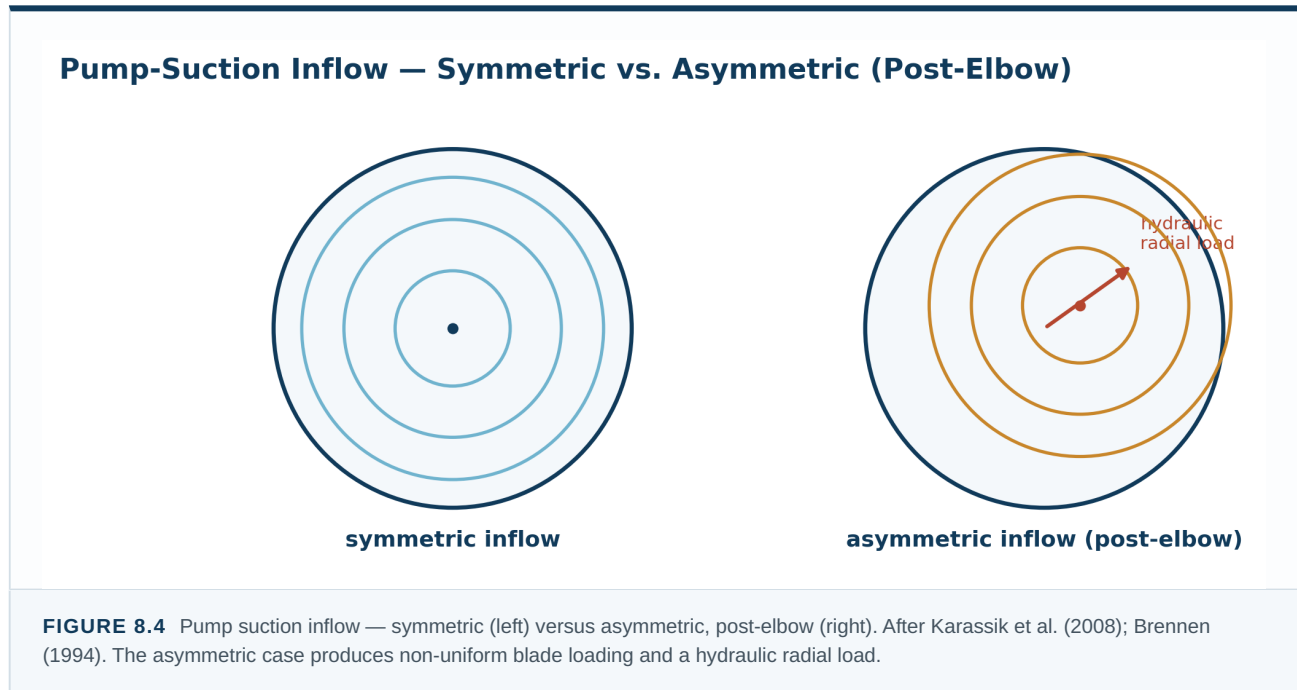 Pump-Suction Inflow — Symmetric vs. Asymmetric (Post-Elbow)
hydraulic
radial load
symmetric inflow
asymmetric inflow (post-elbow)
FIGURE 8.4 Pump suction inflow — symmetric (left) versus asymmetric, post-elbow (right). After Karassik et al. (2008); Brennen
(1994). The asymmetric case produces non-uniform blade loading and a hydraulic radial load.